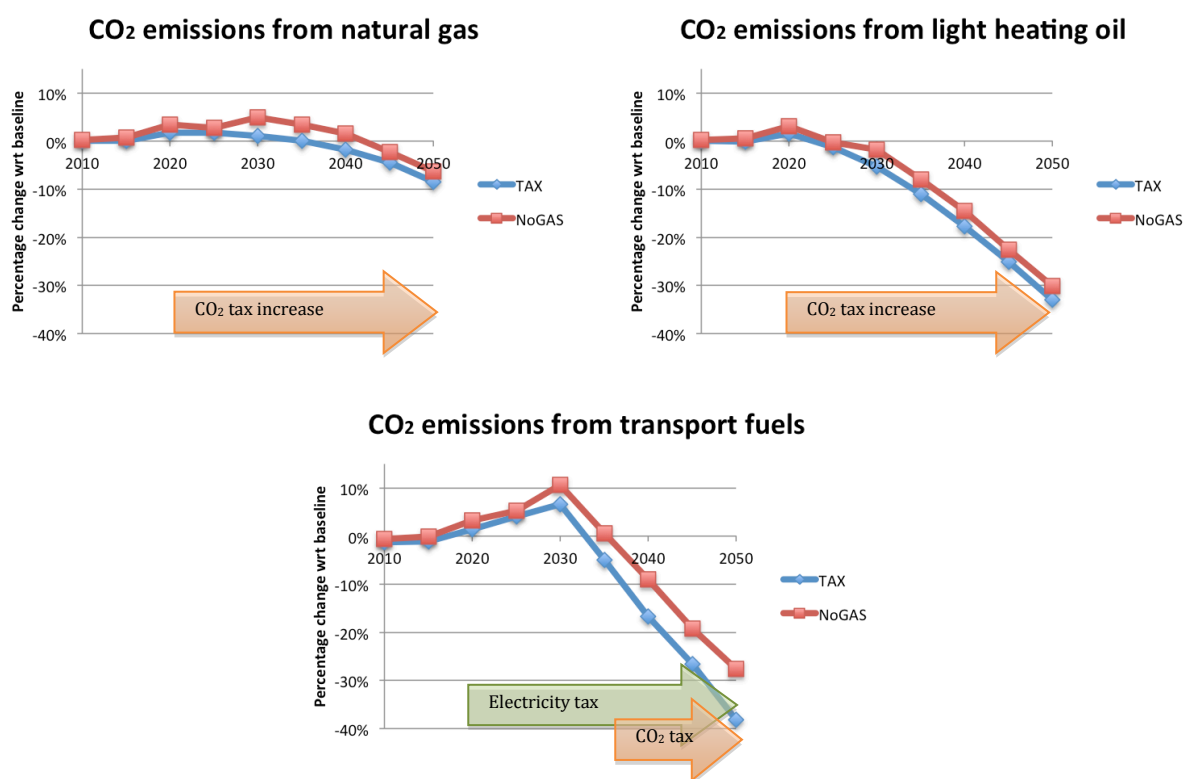 CO₂ emissions from natural gas
Percentage change wrt baseline
10%
0%
-10%
-20%
-30%
-40%
2010
2020
2030
2040
2050
TAX
NoGAS
CO₂ tax increase
CO₂ emissions from light heating oil
Percentage change wrt baseline
10%
0%
-10%
-20%
-30%
-40%
2010
2020
2030
2040
2050
TAX
NoGAS
CO₂ tax increase
CO₂ emissions from transport fuels
Percentage change wrt baseline
10%
0%
-10%
-20%
-30%
-40%
2010
2020
2030
2040
2050
TAX
NoGAS
Electricity tax
CO₂ tax